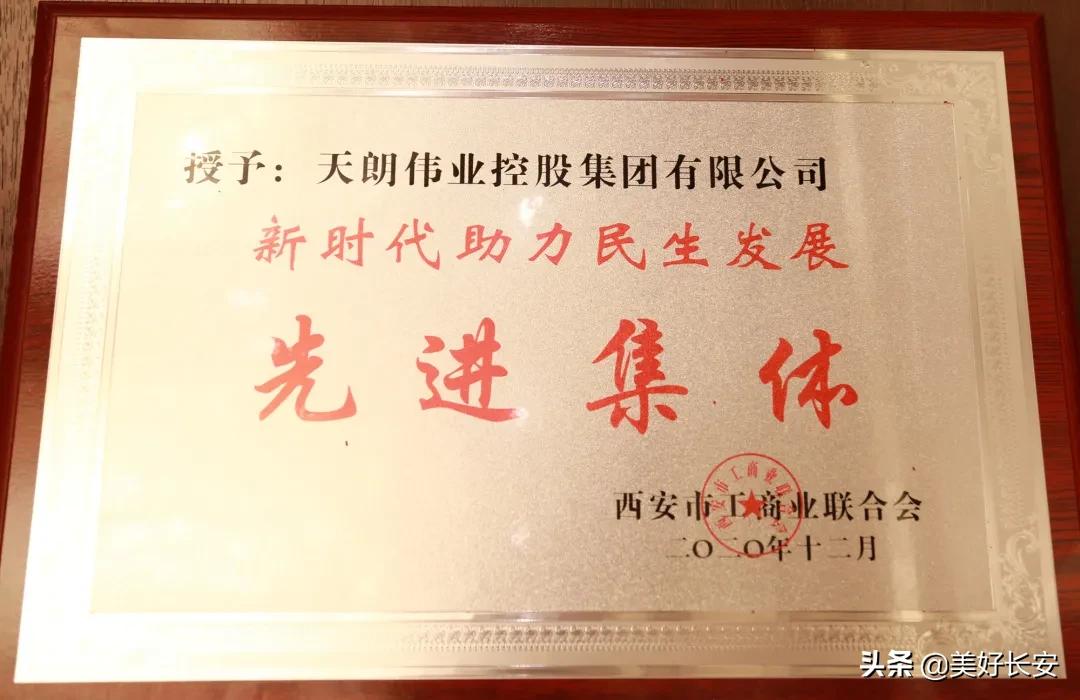 授予：天朗伟业控股集团有限公司
新时代助力民生发展
先进集体
西安市工商业联合会
二〇二〇年十二月
头条 @美好长安